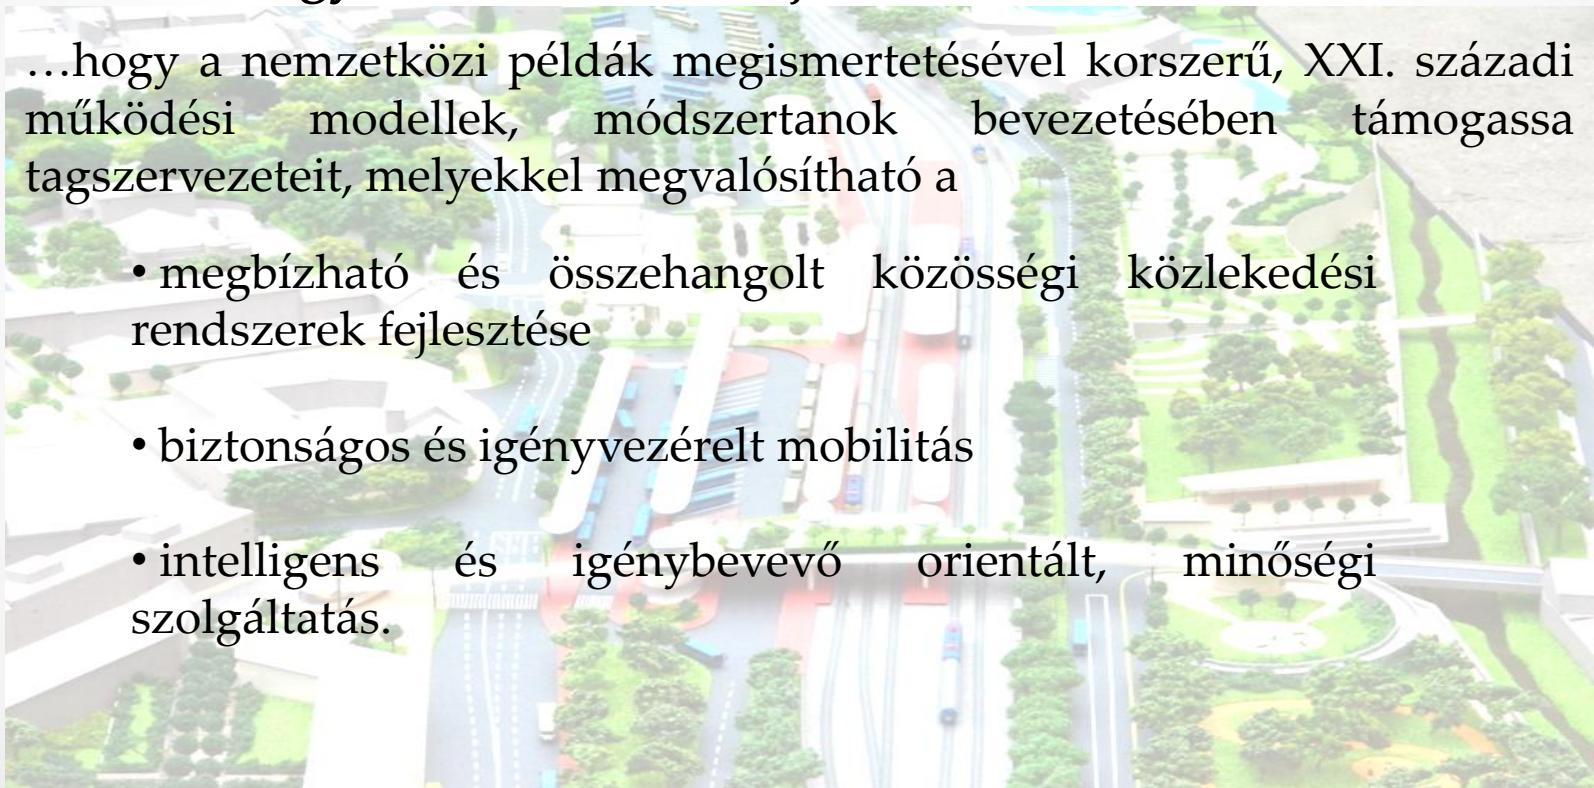 …hogy a nemzetközi példák megismertetésével korszerű, XXI. századi
működési modellek, módszertanok bevezetésében támogassa
tagszervezeteit, melyekkel megvalósítható a
• megbízható és összehangolt közösségi közlekedési
rendszerek fejlesztése
• biztonságos és igényvezérelt mobilitás
• intelligens és igénybevevő orientált, minőségi
szolgáltatás.